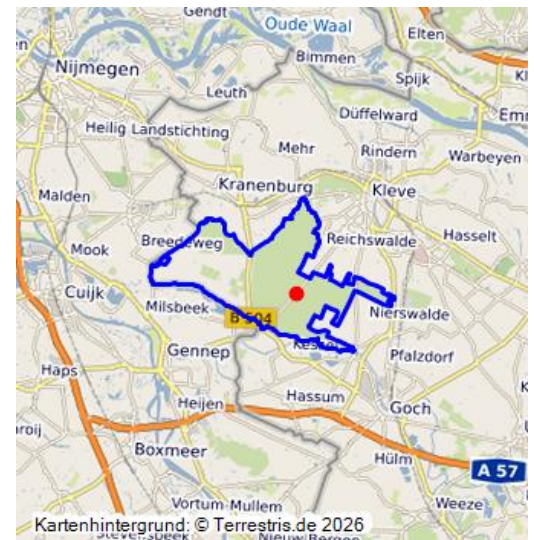 Gendt
Oude Waal
Elten
Bimmen
Nijmegen
Leuth
Spijk
Düffelward
Heilig Landstichting
Mehr
Rindern
Warbeyen
Kranenburg
Kleve
Malden
Reichswalde
Hasselt
Mook
Breedeweg
Cuijk
Milsbeek
B 504
Nierswalde
Gennep
Pfalzdorf
Haps
Hassum
Heijen
Goch
Boxmeer
Hülm
A 57
Vortum-Mullem
Weeze
Kartenhintergrund: © Terrestris.de 2026